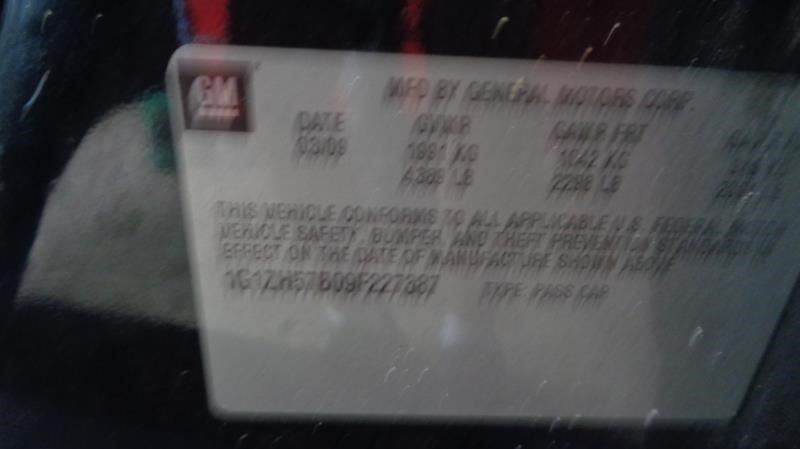 GM
MFD BY GENERAL MOTORS CORP.
DATE GVWR GAWR FRT
03/09 1991 KG 1042 KG
4389 LB 2298 LB
THIS VEHICLE CONFORMS TO ALL APPLICABLE U.S. FEDERAL MOTOR
VEHICLE SAFETY, BUMPER, AND THEFT PREVENTION STANDARDS IN
EFFECT ON THE DATE OF MANUFACTURE SHOWN ABOVE
1G1ZH57B09F227387 TYPE: PASS CAR